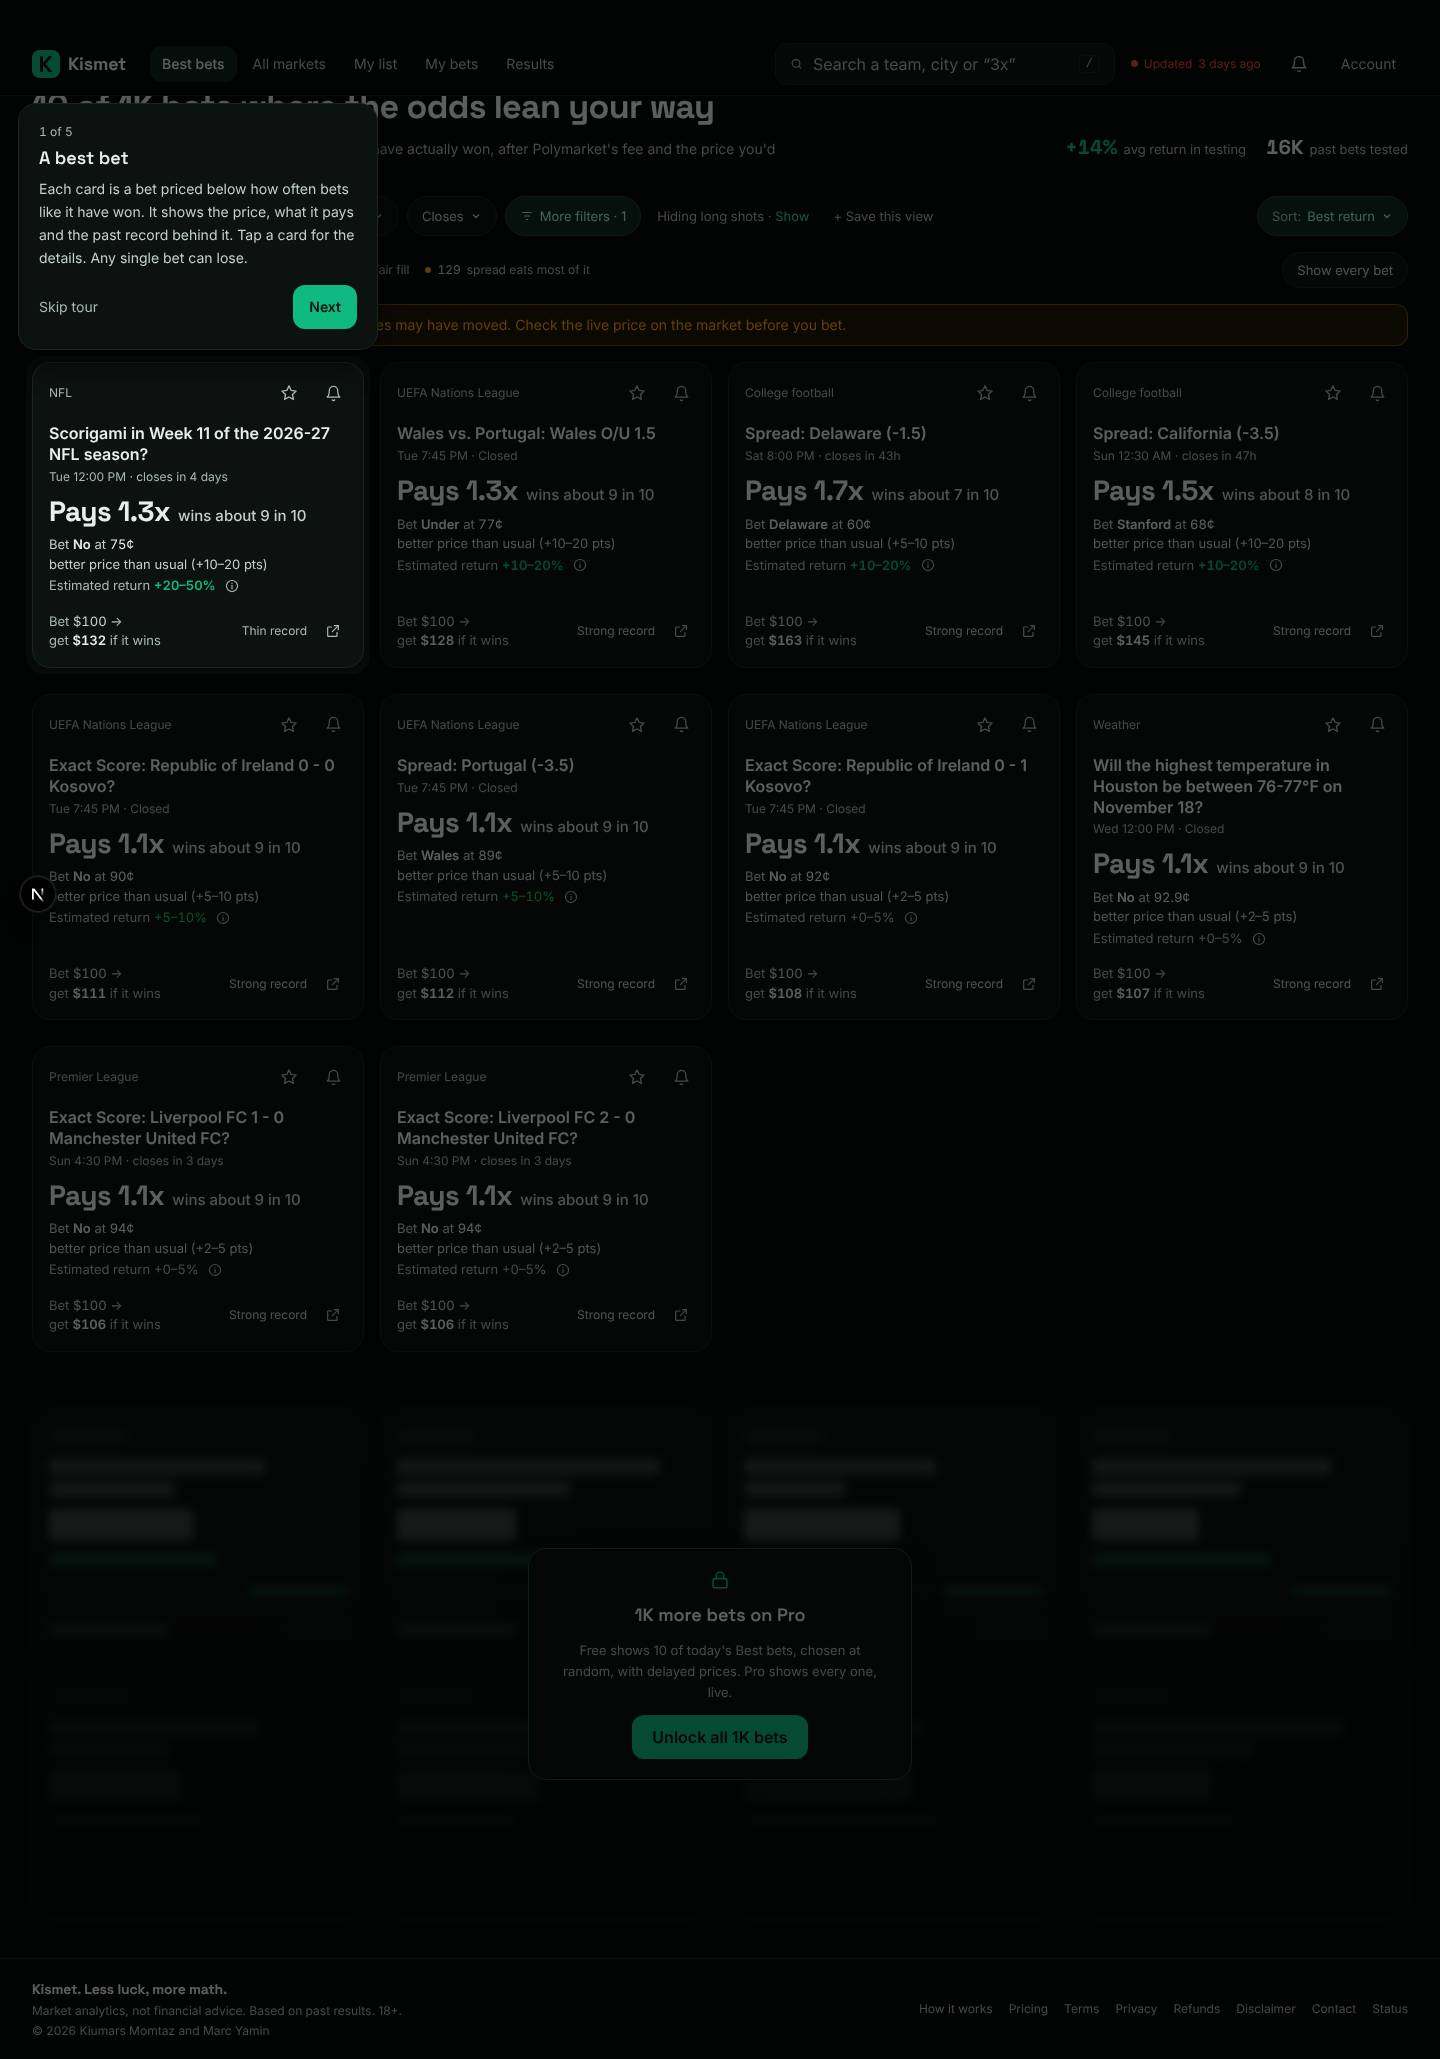 Kismet
Best bets
All markets
My list
My bets
Results
Search a team, city or “3x”
/
Updated 3 days ago
Account
the odds lean your way
have actually won, after Polymarket's fee and the price you'd
+14% avg return in testing
16K past bets tested
1 of 5
A best bet
Each card is a bet priced below how often bets
like it have won. It shows the price, what it pays
and the past record behind it. Tap a card for the
details. Any single bet can lose.
Skip tour
Next
Closes
More filters · 1
Hiding long shots · Show
+ Save this view
Sort: Best return
fair fill
129 spread eats most of it
Show every bet
may have moved. Check the live price on the market before you bet.
NFL
Scorigami in Week 11 of the 2026-27
NFL season?
Tue 12:00 PM · closes in 4 days
Pays 1.3x wins about 9 in 10
Bet No at 75¢
better price than usual (+10–20 pts)
Estimated return +20–50%
Bet $100 →
get $132 if it wins
Thin record
UEFA Nations League
Wales vs. Portugal: Wales O/U 1.5
Tue 7:45 PM · Closed
Pays 1.3x wins about 9 in 10
Bet Under at 77¢
better price than usual (+10–20 pts)
Estimated return +10–20%
Bet $100 →
get $128 if it wins
Strong record
College football
Spread: Delaware (-1.5)
Sat 8:00 PM · closes in 43h
Pays 1.7x wins about 7 in 10
Bet Delaware at 60¢
better price than usual (+5–10 pts)
Estimated return +10–20%
Bet $100 →
get $163 if it wins
Strong record
College football
Spread: California (-3.5)
Sun 12:30 AM · closes in 47h
Pays 1.5x wins about 8 in 10
Bet Stanford at 68¢
better price than usual (+10–20 pts)
Estimated return +10–20%
Bet $100 →
get $145 if it wins
Strong record
UEFA Nations League
Exact Score: Republic of Ireland 0 - 0
Kosovo?
Tue 7:45 PM · Closed
Pays 1.1x wins about 9 in 10
Bet No at 90¢
better price than usual (+5–10 pts)
Estimated return +5–10%
Bet $100 →
get $111 if it wins
Strong record
UEFA Nations League
Spread: Portugal (-3.5)
Tue 7:45 PM · Closed
Pays 1.1x wins about 9 in 10
Bet Wales at 89¢
better price than usual (+5–10 pts)
Estimated return +5–10%
Bet $100 →
get $112 if it wins
Strong record
UEFA Nations League
Exact Score: Republic of Ireland 0 - 1
Kosovo?
Tue 7:45 PM · Closed
Pays 1.1x wins about 9 in 10
Bet No at 92¢
better price than usual (+2–5 pts)
Estimated return +0–5%
Bet $100 →
get $108 if it wins
Strong record
Weather
Will the highest temperature in
Houston be between 76-77°F on
November 18?
Wed 12:00 PM · Closed
Pays 1.1x wins about 9 in 10
Bet No at 92.9¢
better price than usual (+2–5 pts)
Estimated return +0–5%
Bet $100 →
get $107 if it wins
Strong record
Premier League
Exact Score: Liverpool FC 1 - 0
Manchester United FC?
Sun 4:30 PM · closes in 3 days
Pays 1.1x wins about 9 in 10
Bet No at 94¢
better price than usual (+2–5 pts)
Estimated return +0–5%
Bet $100 →
get $106 if it wins
Strong record
Premier League
Exact Score: Liverpool FC 2 - 0
Manchester United FC?
Sun 4:30 PM · closes in 3 days
Pays 1.1x wins about 9 in 10
Bet No at 94¢
better price than usual (+2–5 pts)
Estimated return +0–5%
Bet $100 →
get $106 if it wins
Strong record
1K more bets on Pro
Free shows 10 of today's Best bets, chosen at
random, with delayed prices. Pro shows every one,
live.
Unlock all 1K bets
Kismet. Less luck, more math.
Market analytics, not financial advice. Based on past results. 18+.
© 2026 Kiumars Momtaz and Marc Yamin
How it works
Pricing
Terms
Privacy
Refunds
Disclaimer
Contact
Status